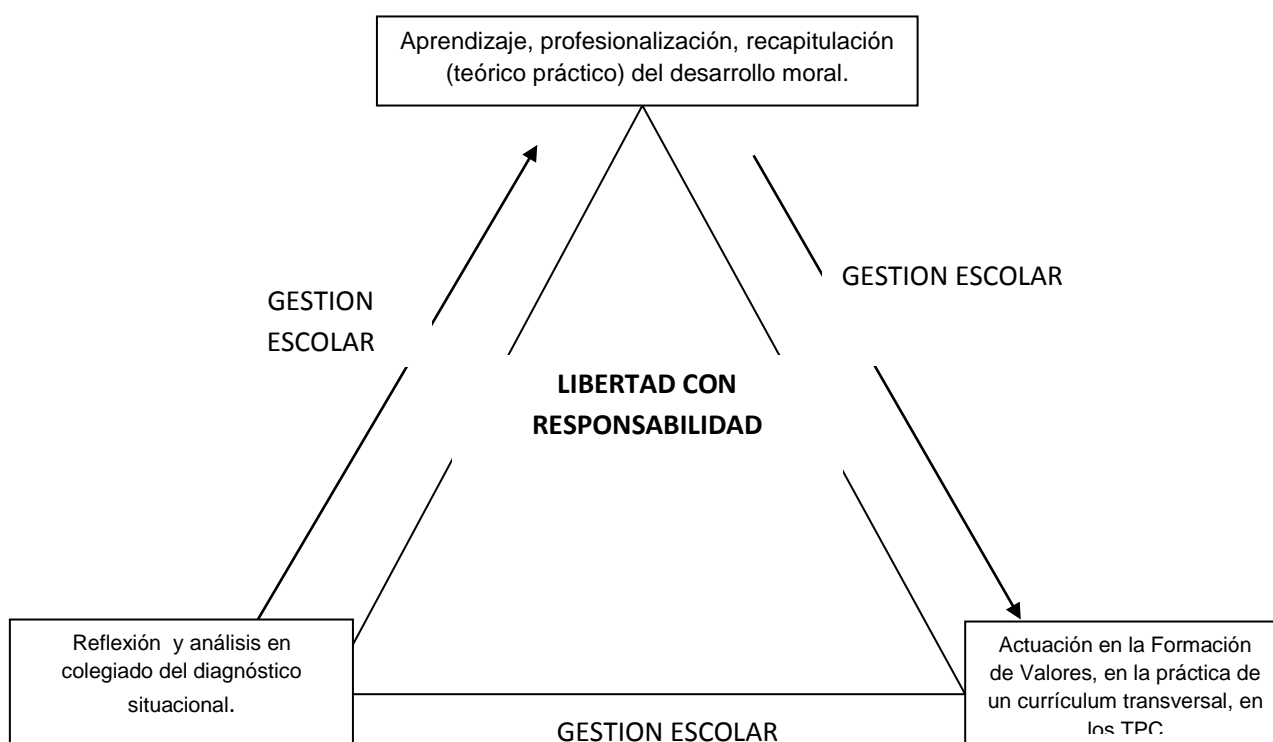 Aprendizaje, profesionalización, recapitulación
(teórico práctico) del desarrollo moral.
GESTION ESCOLAR
GESTION
ESCOLAR
LIBERTAD CON
RESPONSABILIDAD
Reflexión y análisis en
colegiado del diagnóstico
situacional.
Actuación en la Formación
de Valores, en la práctica de
un currículum transversal, en
los TPC
GESTION ESCOLAR